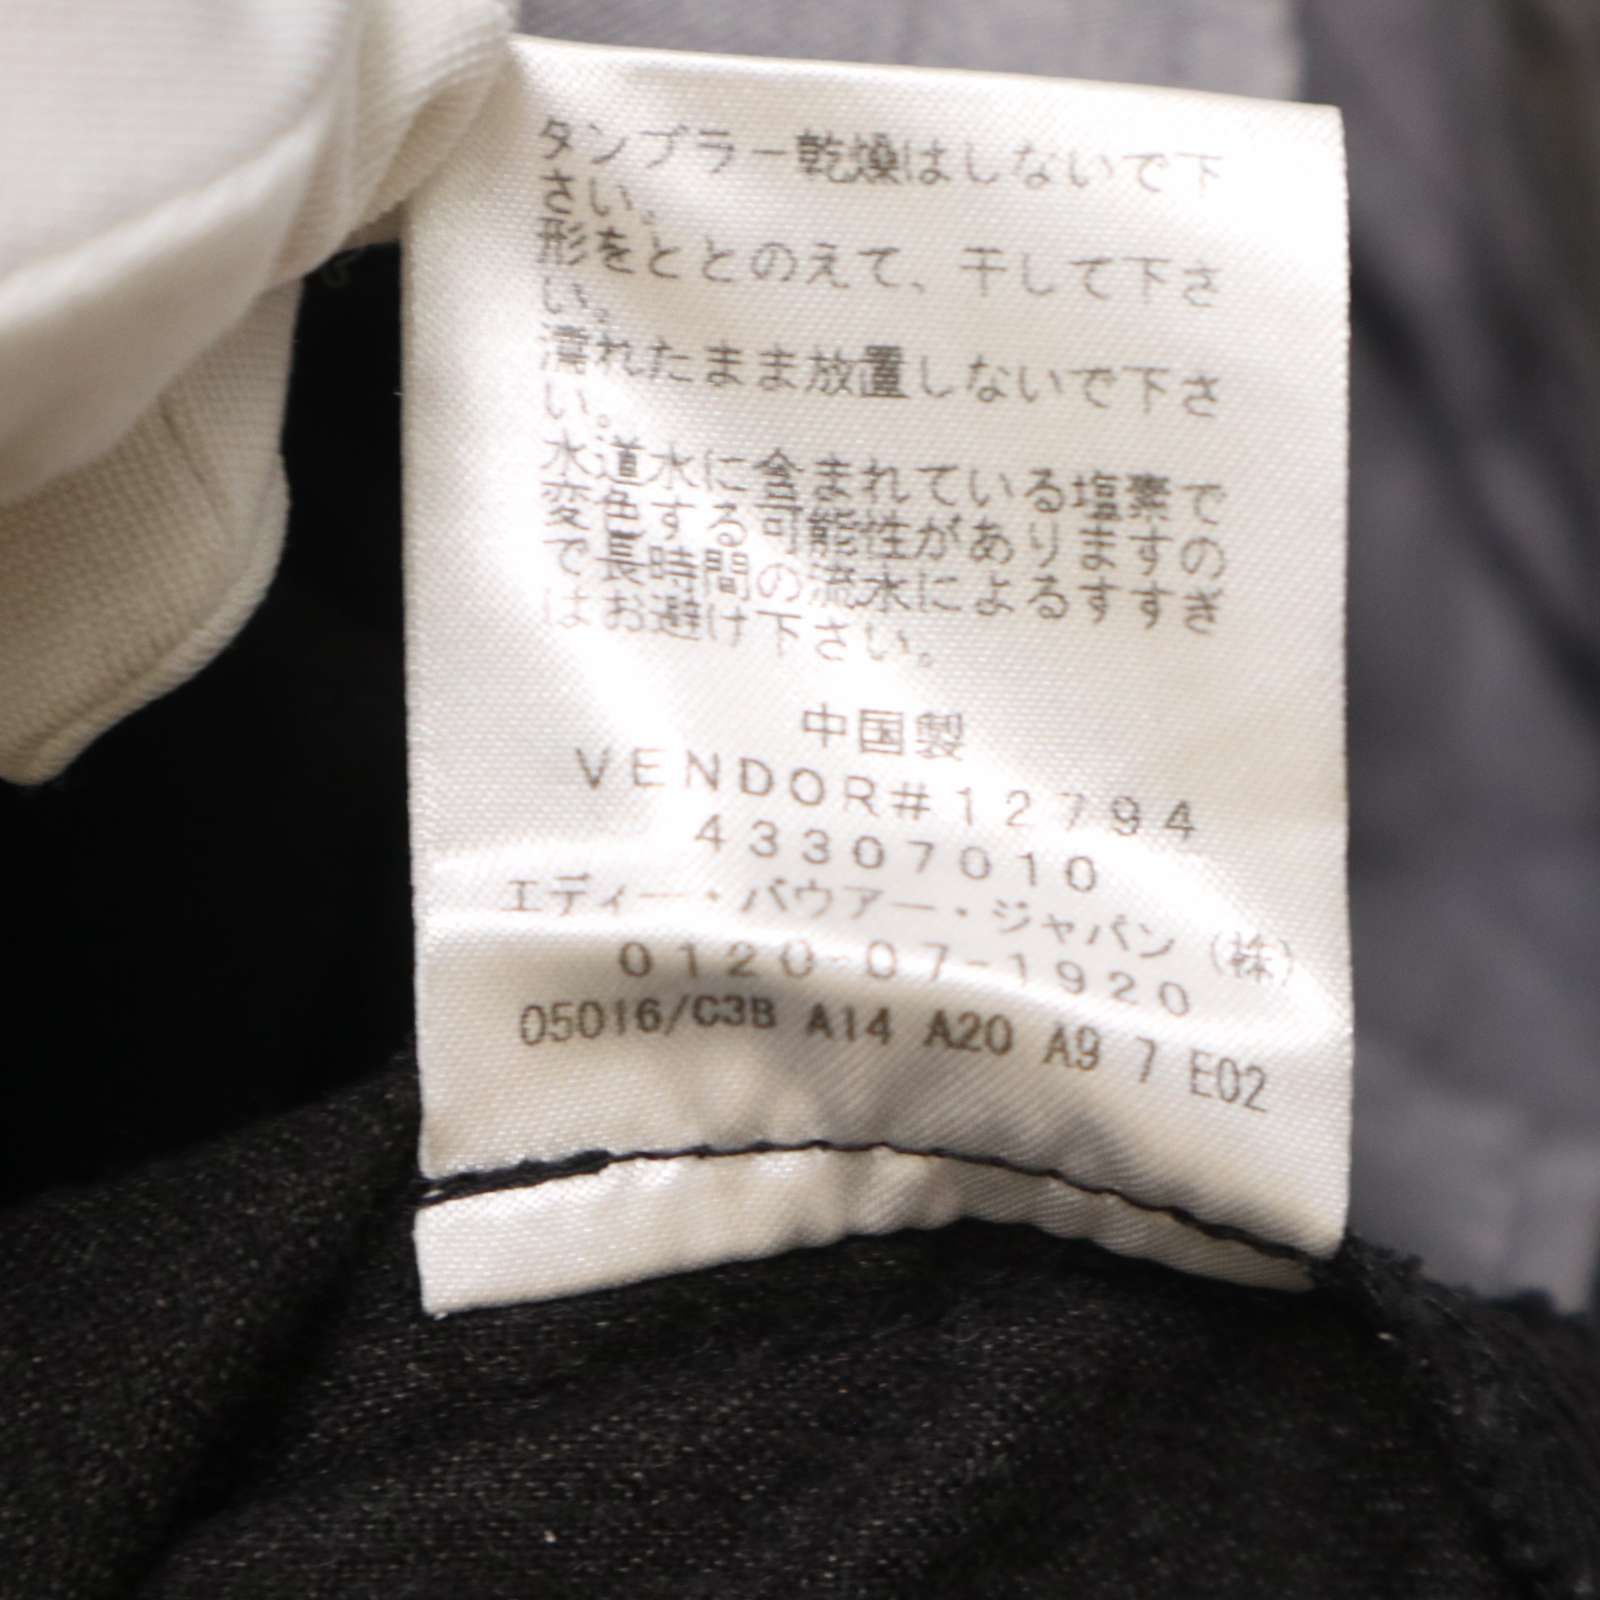 タンブラー乾燥はしないで下
さい。
形をととのえて、干して下さ
い。
濡れたまま放置しないで下さ
い。
水道水に含まれている塩素で
変色する可能性がありますの
で長時間の流水によるすすぎ
はお避け下さい。
中国製
VENDOR#12794
43307010
エディー・バウアー・ジャパン（株）
0120-07-1920
05016/C3B A14 A20 A9 7 E02